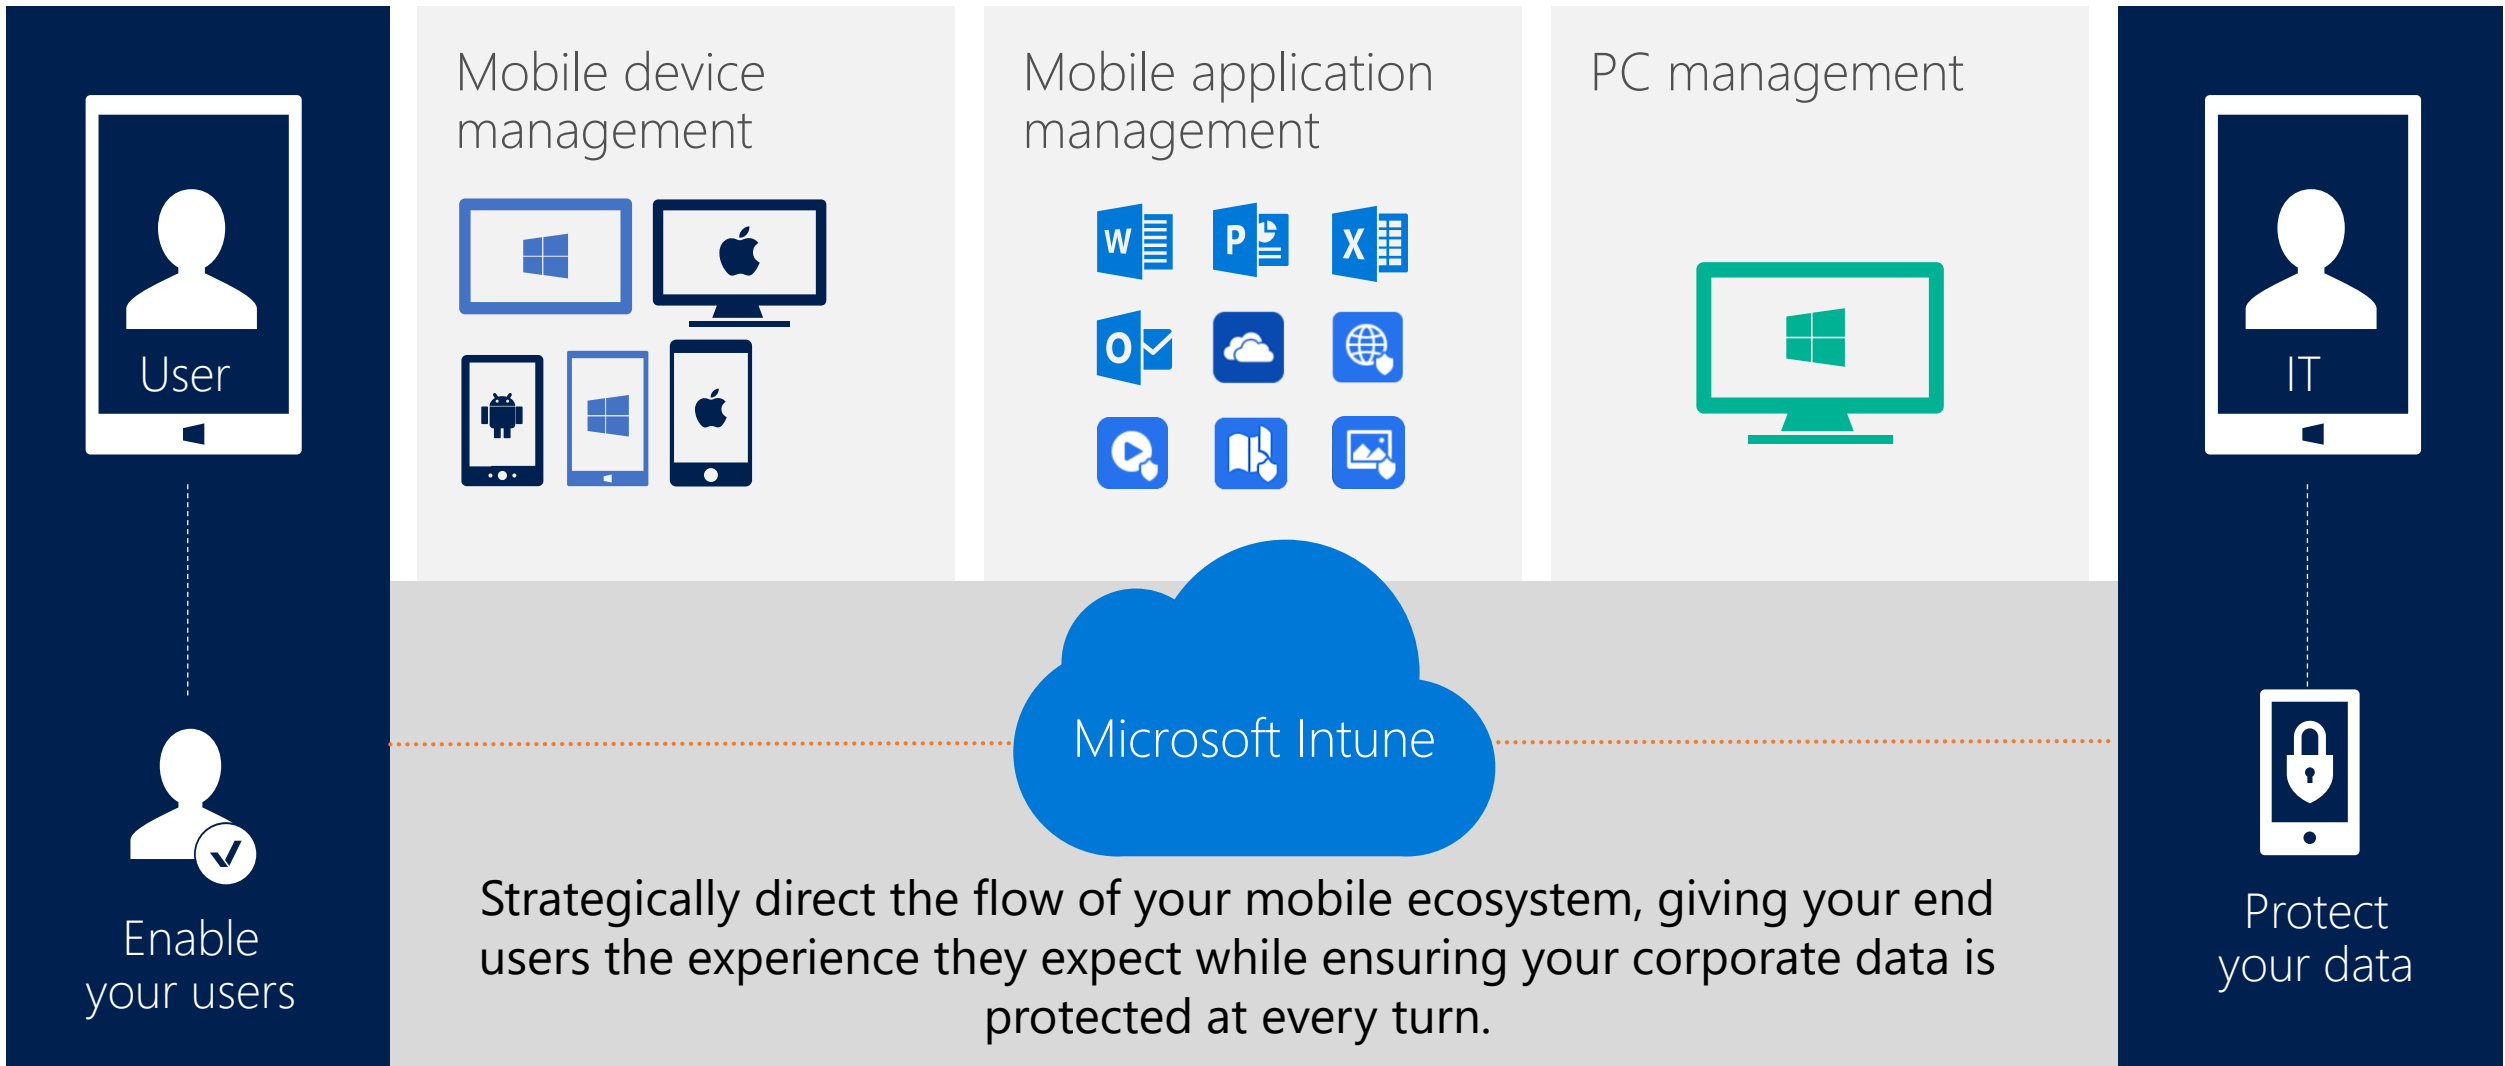 User
Enable
your users
Mobile device
management
Mobile application
management
W
P
X
O
PC management
Microsoft Intune
Strategically direct the flow of your mobile ecosystem, giving your end
users the experience they expect while ensuring your corporate data is
protected at every turn.
IT
Protect
your data